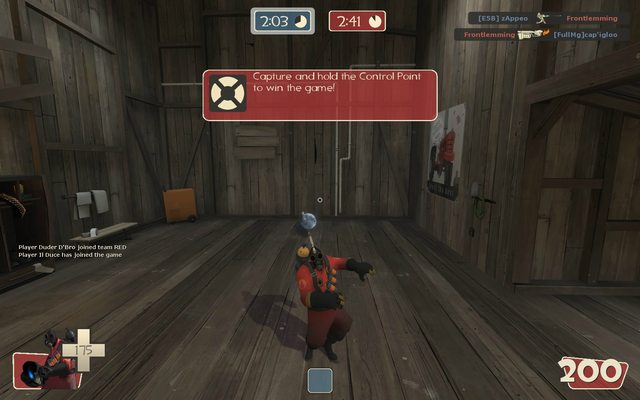 2:03
2:41
[E5B] zAppeo Frontlemming
Frontlemming [FullMg]cap'igloo
Capture and hold the Control Point
to win the game!
Player Duder D'Bro joined team RED
Player Il Duce has joined the game
175
200